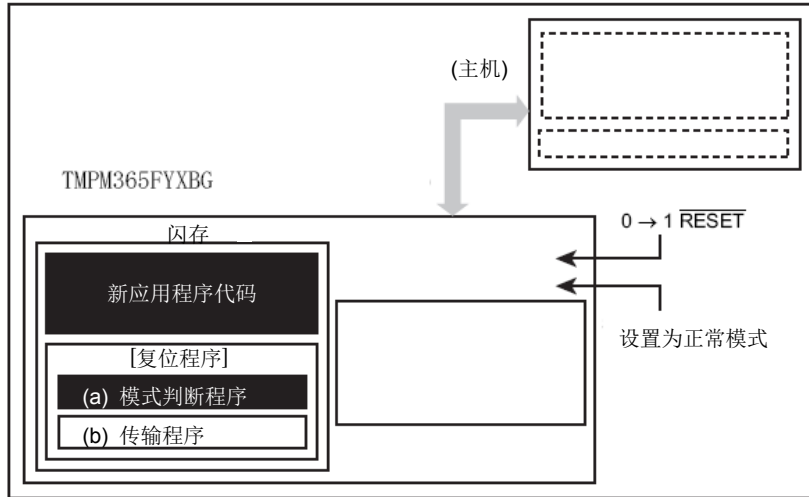 (主机)
TMPM365FYXBG
0 → 1 RESET
闪存
新应用程序代码
设置为正常模式
[复位程序]
(a) 模式判断程序
(b) 传输程序